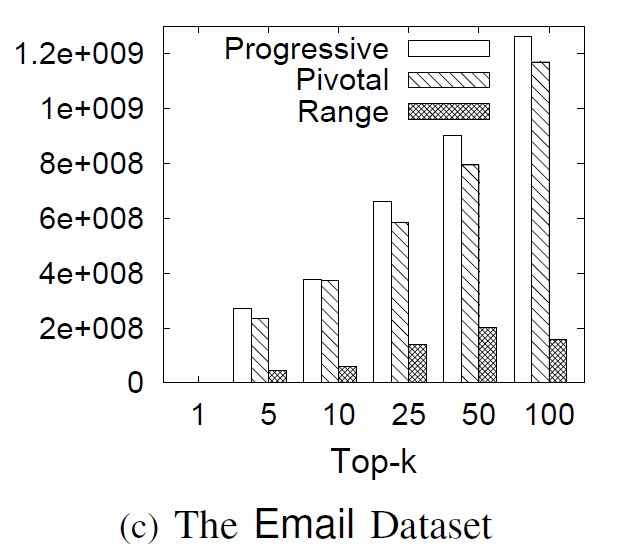 1.2e+009
1e+009
8e+008
6e+008
4e+008
2e+008
0
Progressive
Pivotal
Range
1 5 10 25 50 100
Top-k
(c) The Email Dataset